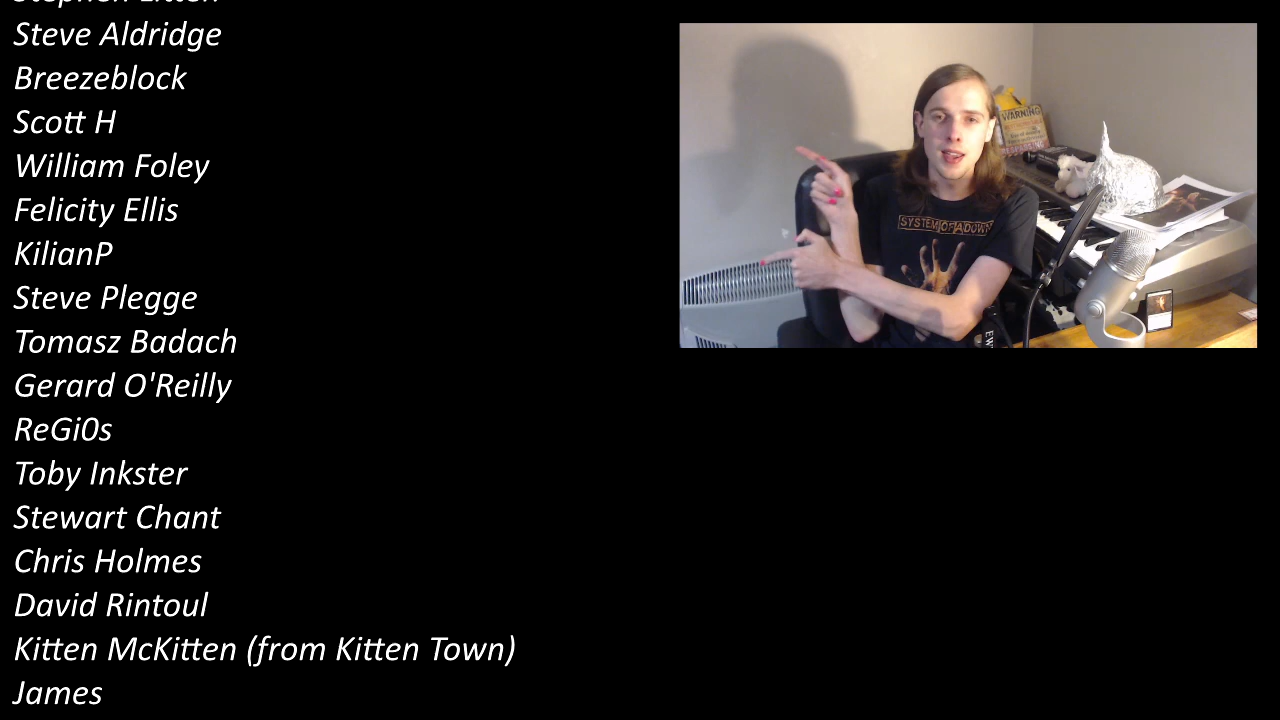 Steve Aldridge
Breezeblock
Scott H
William Foley
Felicity Ellis
KilianP
Steve Plegge
Tomasz Badach
Gerard O'Reilly
ReGi0s
Toby Inkster
Stewart Chant
Chris Holmes
David Rintoul
Kitten McKitten (from Kitten Town)
James
WARNING
SYSTEM OF A DOWN